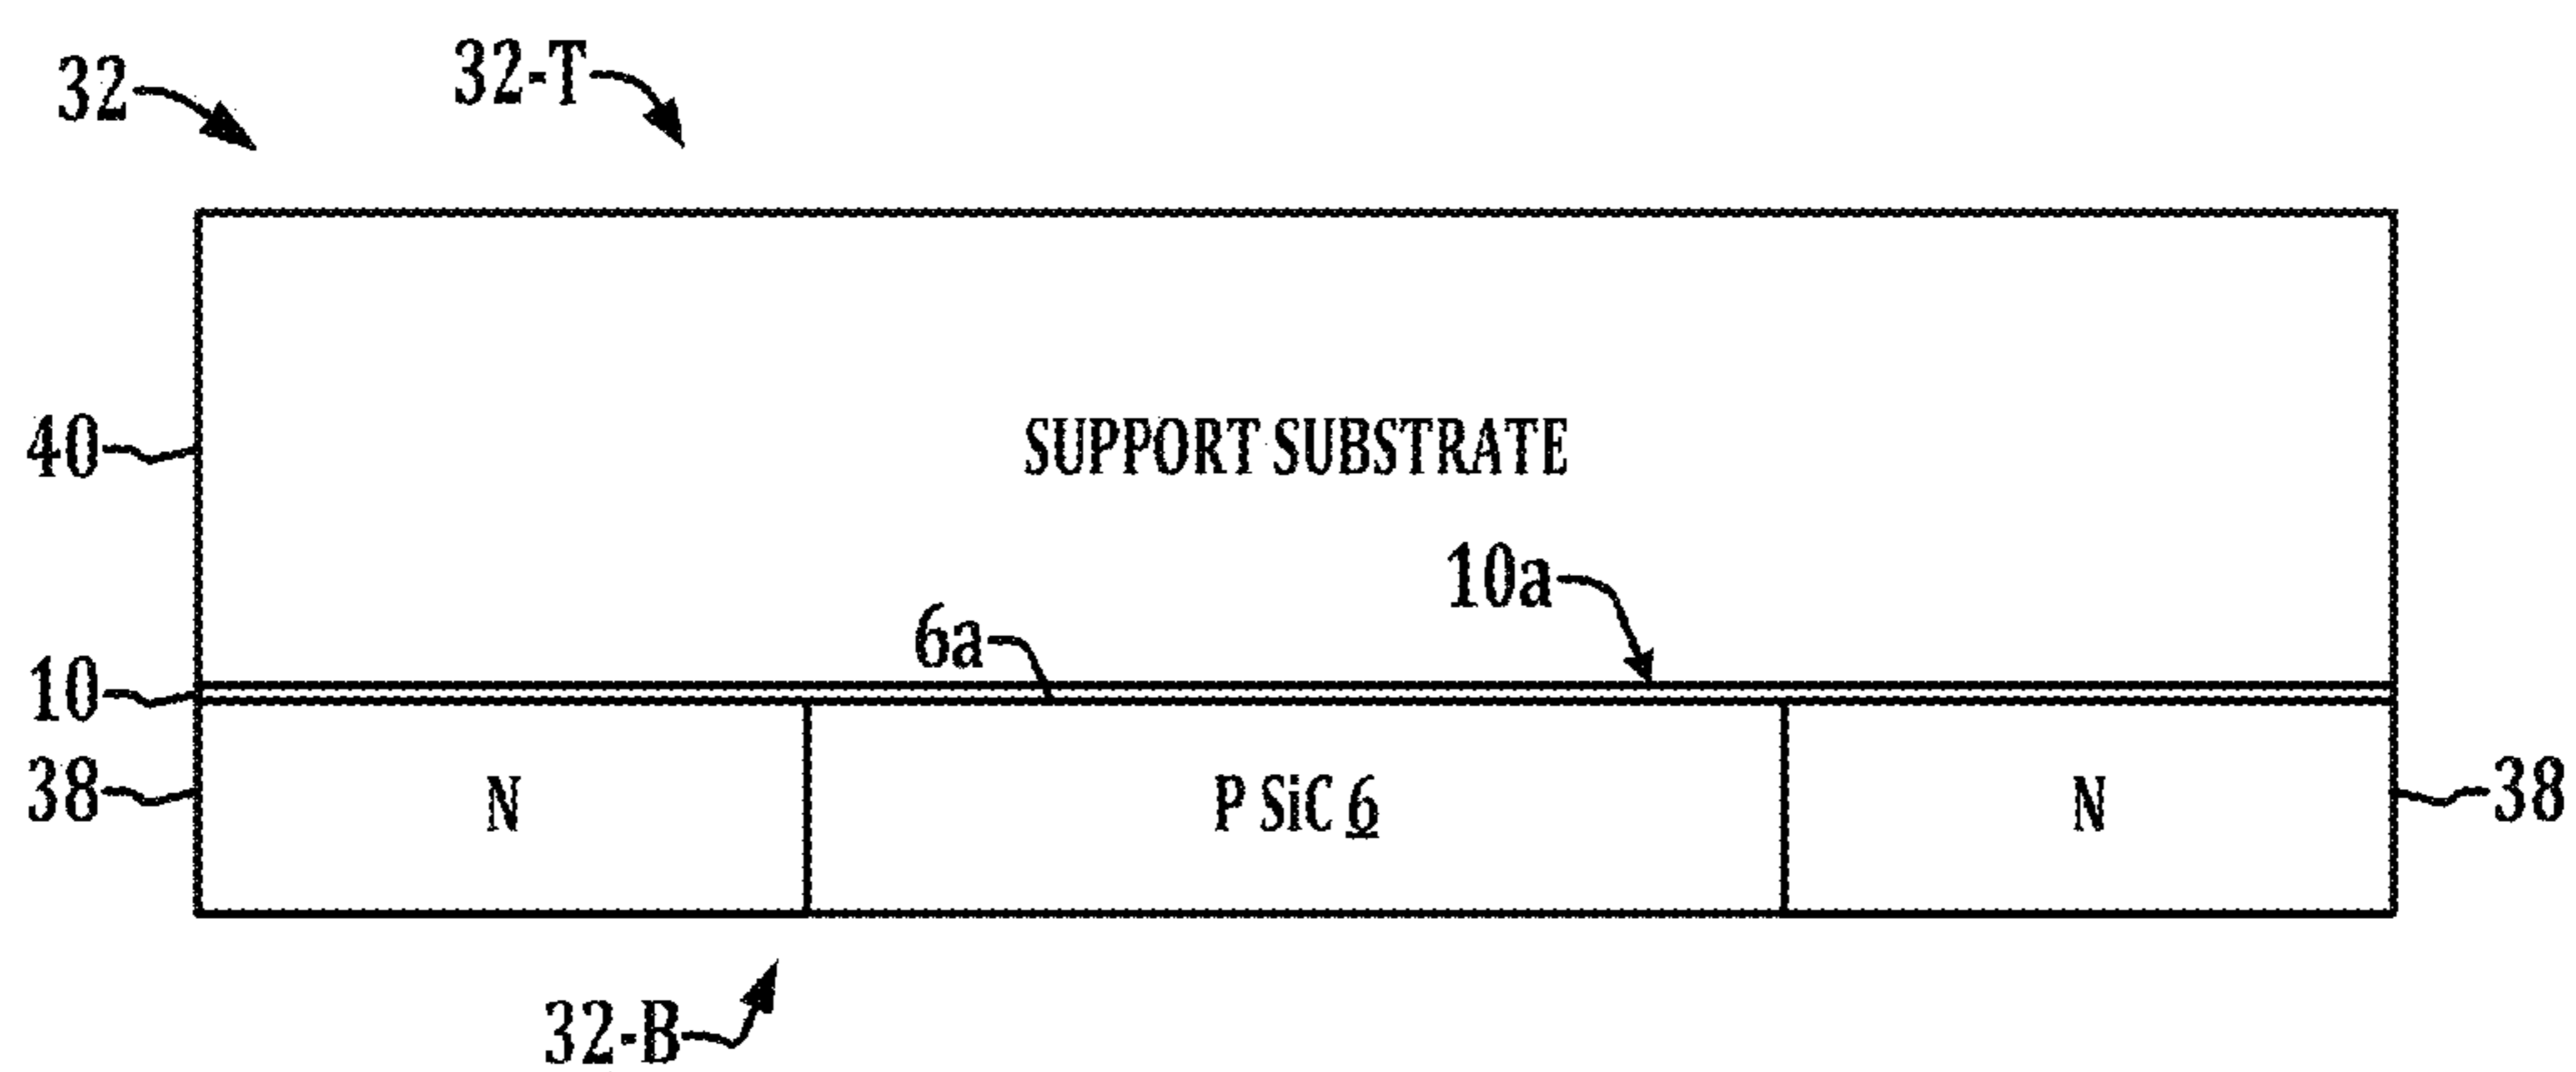 32
32-T
40
SUPPORT SUBSTRATE
10a
6a
10
38
N
P SiC 6
N
38
32-B